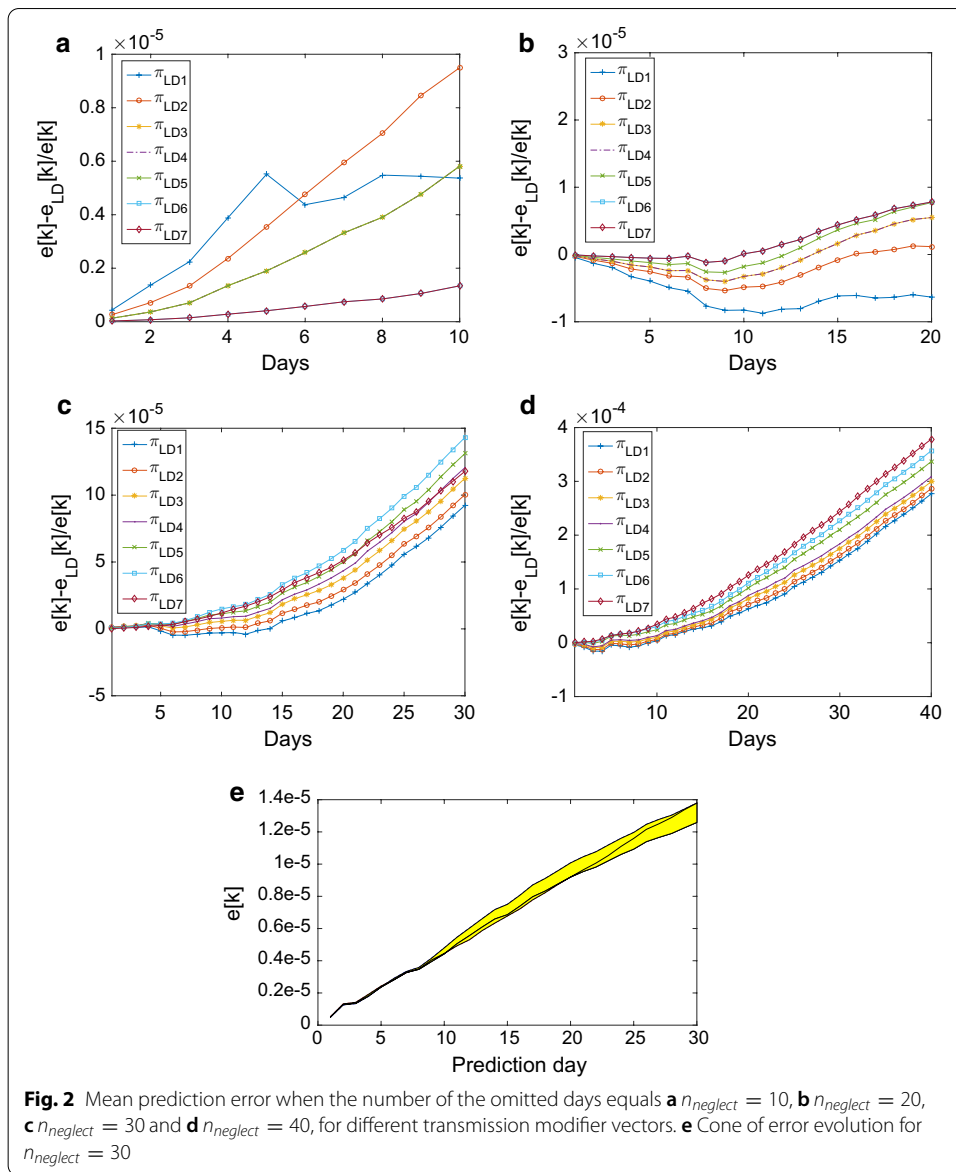 a
×10⁻⁵
1
0.8
0.6
0.4
0.2
0
e[k]-e_LD[k]/e[k]
π_LD1
π_LD2
π_LD3
π_LD4
π_LD5
π_LD6
π_LD7
2 4 6 8 10
Days
b
×10⁻⁵
3
2
1
0
-1
e[k]-e_LD[k]/e[k]
π_LD1
π_LD2
π_LD3
π_LD4
π_LD5
π_LD6
π_LD7
5 10 15 20
Days
c
×10⁻⁵
15
10
5
0
-5
e[k]-e_LD[k]/e[k]
π_LD1
π_LD2
π_LD3
π_LD4
π_LD5
π_LD6
π_LD7
5 10 15 20 25 30
Days
d
×10⁻⁴
4
3
2
1
0
-1
e[k]-e_LD[k]/e[k]
π_LD1
π_LD2
π_LD3
π_LD4
π_LD5
π_LD6
π_LD7
10 20 30 40
Days
e
1.4e-5
1.2e-5
1e-5
0.8e-5
0.6e-5
0.4e-5
0.2e-5
0
e[k]
0 5 10 15 20 25 30
Prediction day
Fig. 2 Mean prediction error when the number of the omitted days equals a n_neglect = 10, b n_neglect = 20,
c n_neglect = 30 and d n_neglect = 40, for different transmission modifier vectors. e Cone of error evolution for
n_neglect = 30